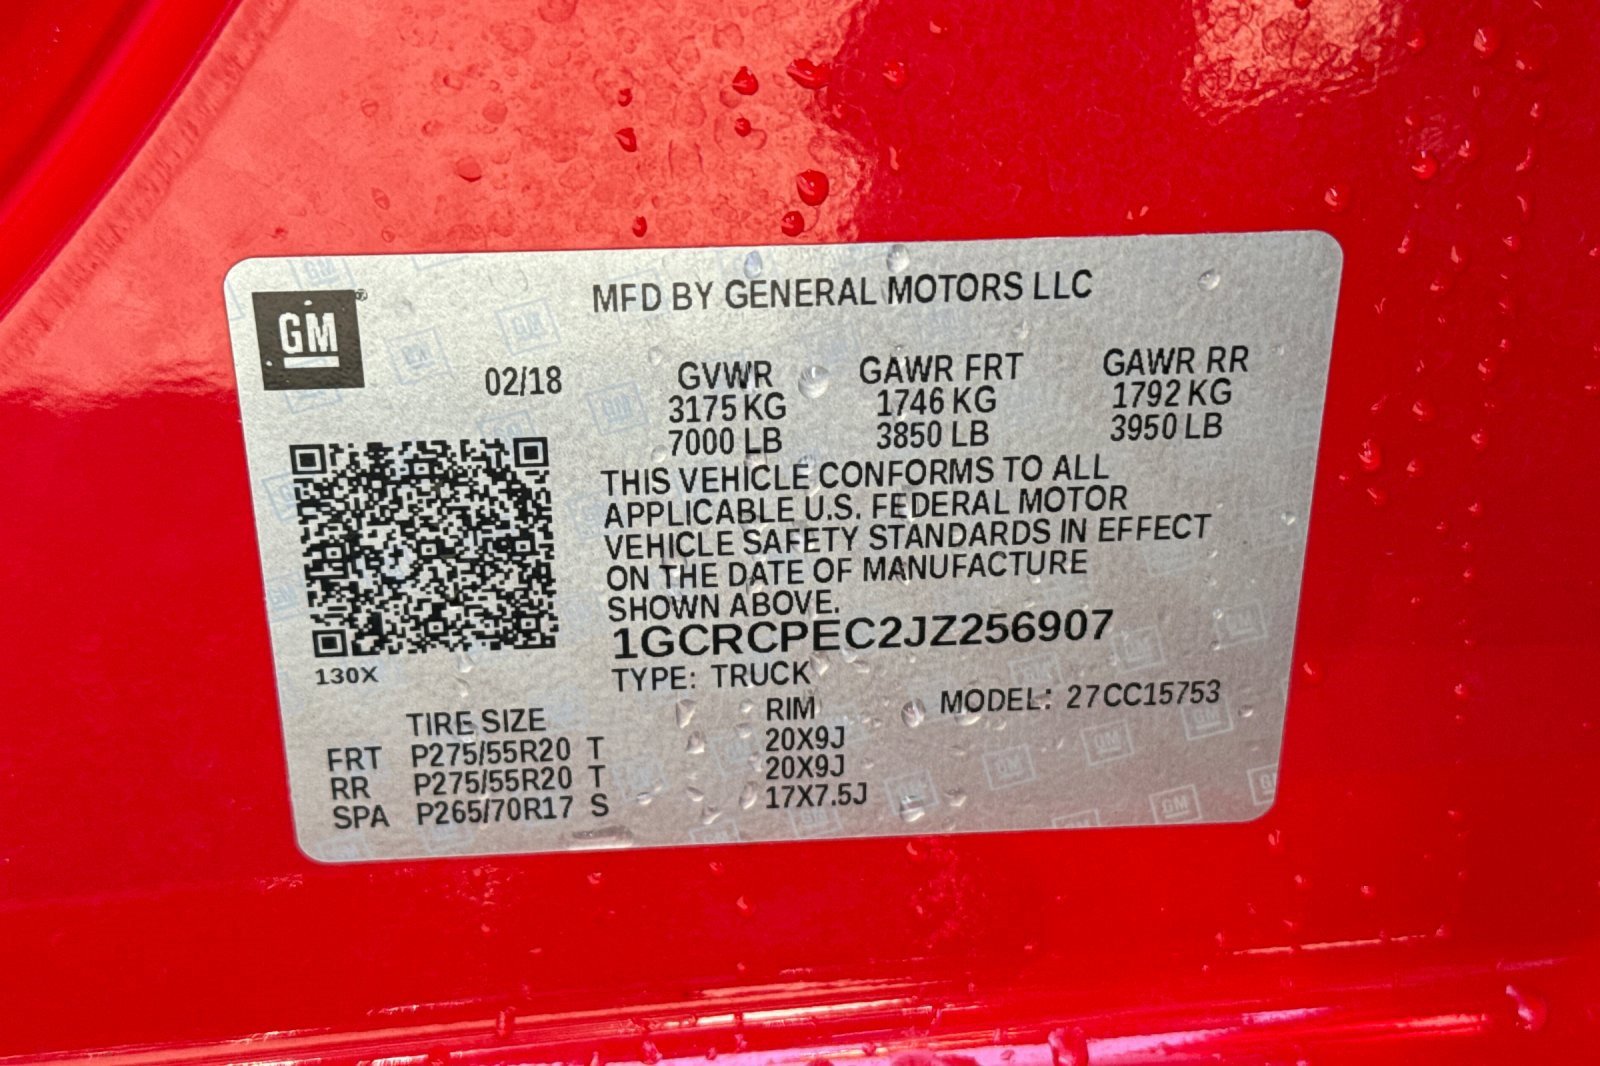 GM
MFD BY GENERAL MOTORS LLC
02/18 GVWR GAWR FRT GAWR RR
3175 KG 1746 KG 1792 KG
7000 LB 3850 LB 3950 LB
THIS VEHICLE CONFORMS TO ALL
APPLICABLE U.S. FEDERAL MOTOR
VEHICLE SAFETY STANDARDS IN EFFECT
ON THE DATE OF MANUFACTURE
SHOWN ABOVE.
1GCRCPEC2JZ256907
130X
TYPE: TRUCK
MODEL: 27CC15753
TIRE SIZE RIM
FRT P275/55R20 T 20X9J
RR P275/55R20 T 20X9J
SPA P265/70R17 S 17X7.5J